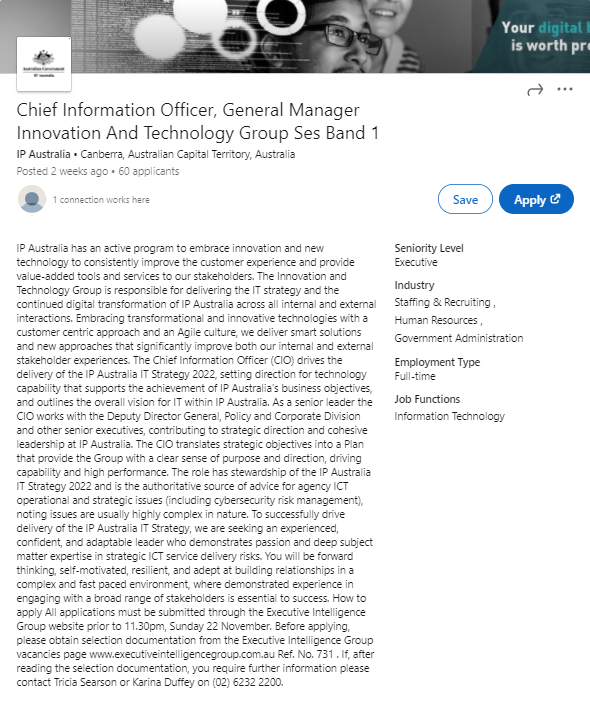 Your digital
is worth
Australian Government
IP Australia
Chief Information Officer, General Manager
Innovation And Technology Group Ses Band 1
IP Australia • Canberra, Australian Capital Territory, Australia
Posted 2 weeks ago • 60 applicants
1 connection works here
Save
Apply
IP Australia has an active program to embrace innovation and new
technology to consistently improve the customer experience and provide
value-added tools and services to our stakeholders. The Innovation and
Technology Group is responsible for delivering the IT strategy and the
continued digital transformation of IP Australia across all internal and external
interactions. Embracing transformational and innovative technologies with a
customer centric approach and an Agile culture, we deliver smart solutions
and new approaches that significantly improve both our internal and external
stakeholder experiences. The Chief Information Officer (CIO) drives the
delivery of the IP Australia IT Strategy 2022, setting direction for technology
capability that supports the achievement of IP Australia's business objectives,
and outlines the overall vision for IT within IP Australia. As a senior leader the
CIO works with the Deputy Director General, Policy and Corporate Division
and other senior executives, contributing to strategic direction and cohesive
leadership at IP Australia. The CIO translates strategic objectives into a Plan
that provide the Group with a clear sense of purpose and direction, driving
capability and high performance. The role has stewardship of the IP Australia
IT Strategy 2022 and is the authoritative source of advice for agency ICT
operational and strategic issues (including cybersecurity risk management),
noting issues are usually highly complex in nature. To successfully drive
delivery of the IP Australia IT Strategy, we are seeking an experienced,
confident, and adaptable leader who demonstrates passion and deep subject
matter expertise in strategic ICT service delivery risks. You will be forward
thinking, self-motivated, resilient, and adept at building relationships in a
complex and fast paced environment, where demonstrated experience in
engaging with a broad range of stakeholders is essential to success. How to
apply All applications must be submitted through the Executive Intelligence
Group website prior to 11.30pm, Sunday 22 November. Before applying,
please obtain selection documentation from the Executive Intelligence Group
vacancies page www.executiveintelligencegroup.com.au Ref. No. 731 . If, after
reading the selection documentation, you require further information please
contact Tricia Searson or Karina Duffey on (02) 6232 2200.
Seniority Level
Executive
Industry
Staffing & Recruiting ,
Human Resources ,
Government Administration
Employment Type
Full-time
Job Functions
Information Technology